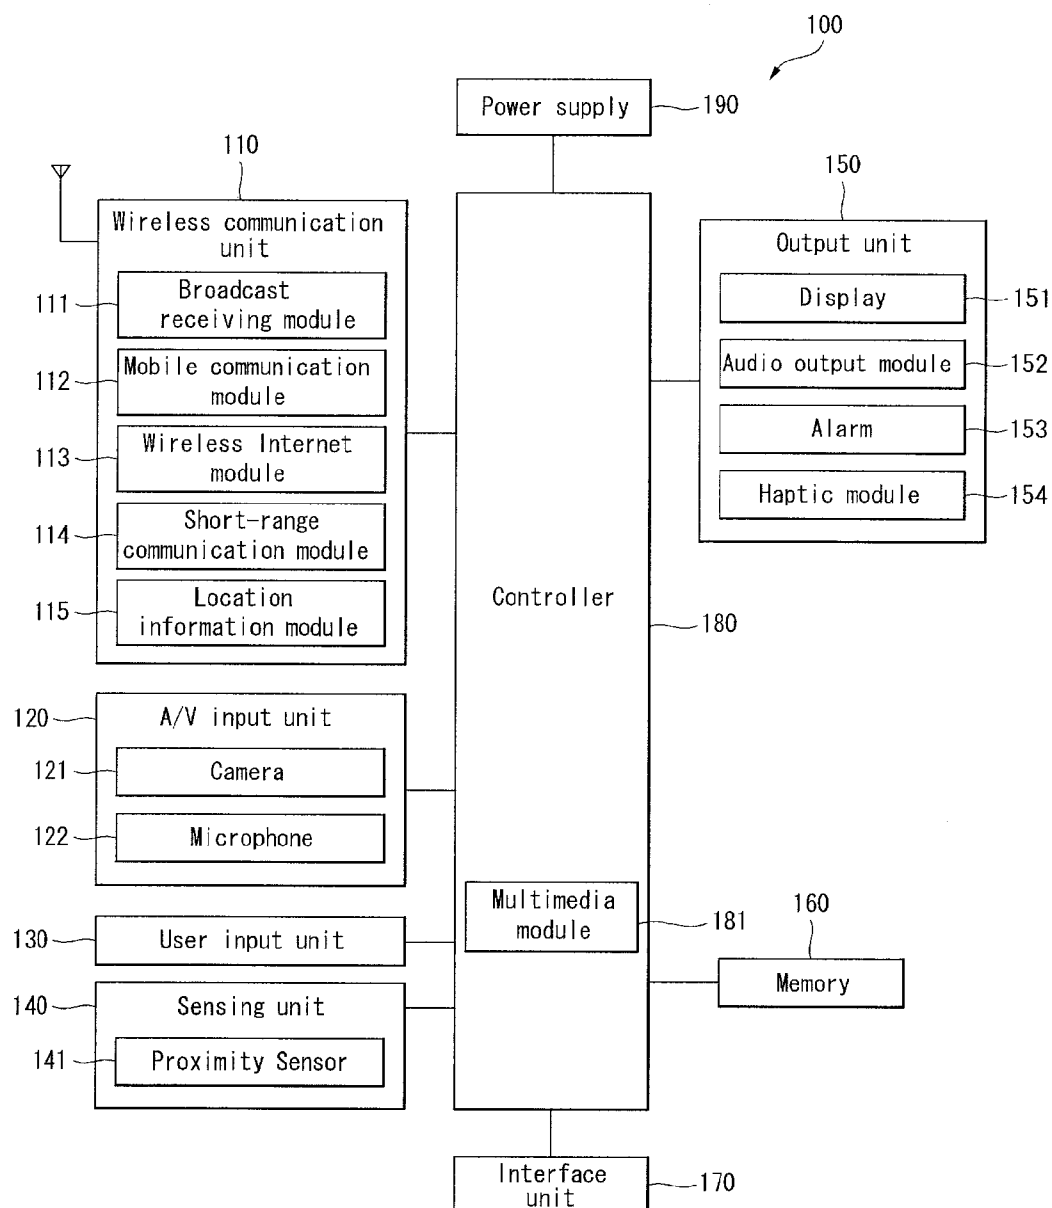 100
Power supply
190
110
Wireless communication
unit
111
Broadcast
receiving module
112
Mobile communication
module
113
Wireless Internet
module
114
Short-range
communication module
115
Location
information module
120
A/V input unit
121
Camera
122
Microphone
130
User input unit
140
Sensing unit
141
Proximity Sensor
Controller
180
Multimedia
module
181
150
Output unit
Display
151
Audio output module
152
Alarm
153
Haptic module
154
160
Memory
Interface
unit
170